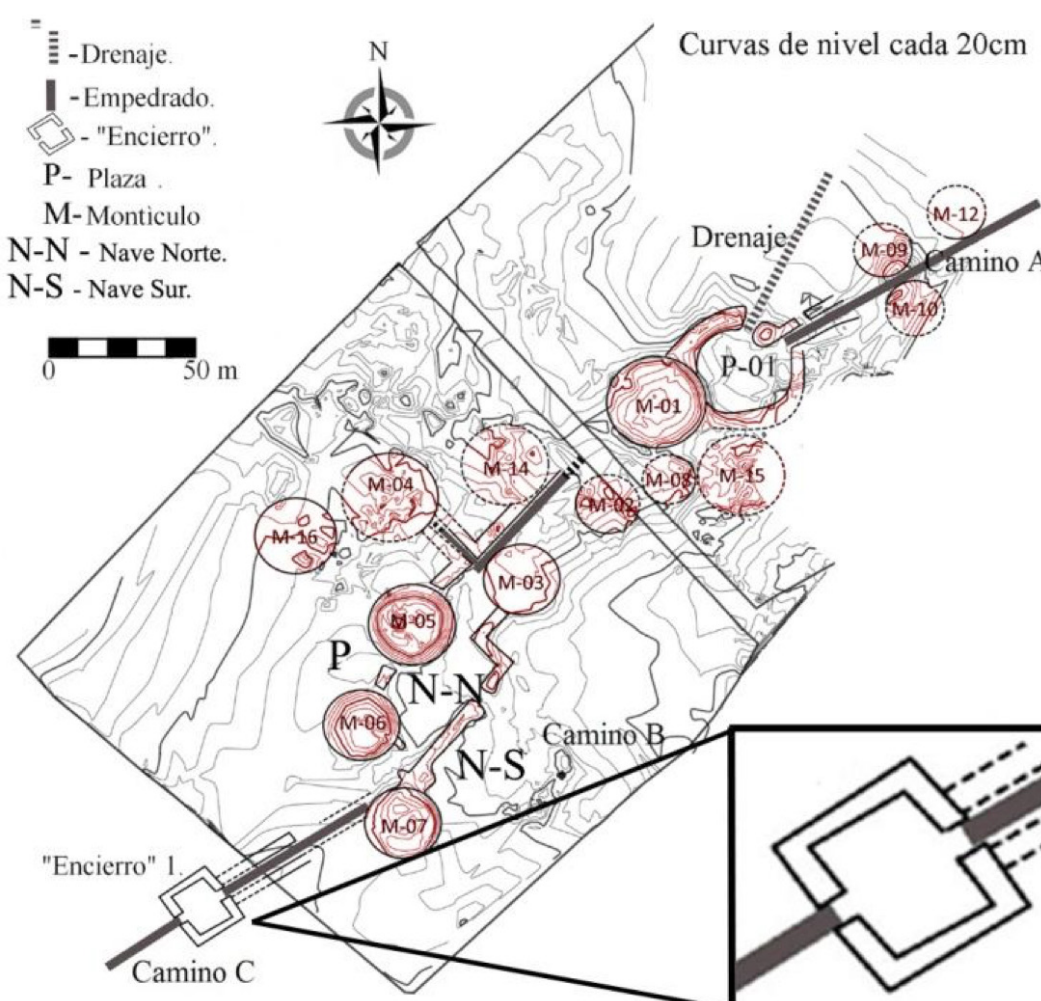 -Drenaje.
-Empedrado.
- "Encierro".
P- Plaza .
M-Monticulo
N-N - Nave Norte.
N-S - Nave Sur.
0 50 m
N
Curvas de nivel cada 20cm
M-12
Drenaje
M-09
Camino A
M-10
P-01
M-01
M-14
M-08
M-15
M-04
M-02
M-16
M-03
M-05
P
N-N
M-06
Camino B
N-S
M-07
"Encierro" 1.
Camino C